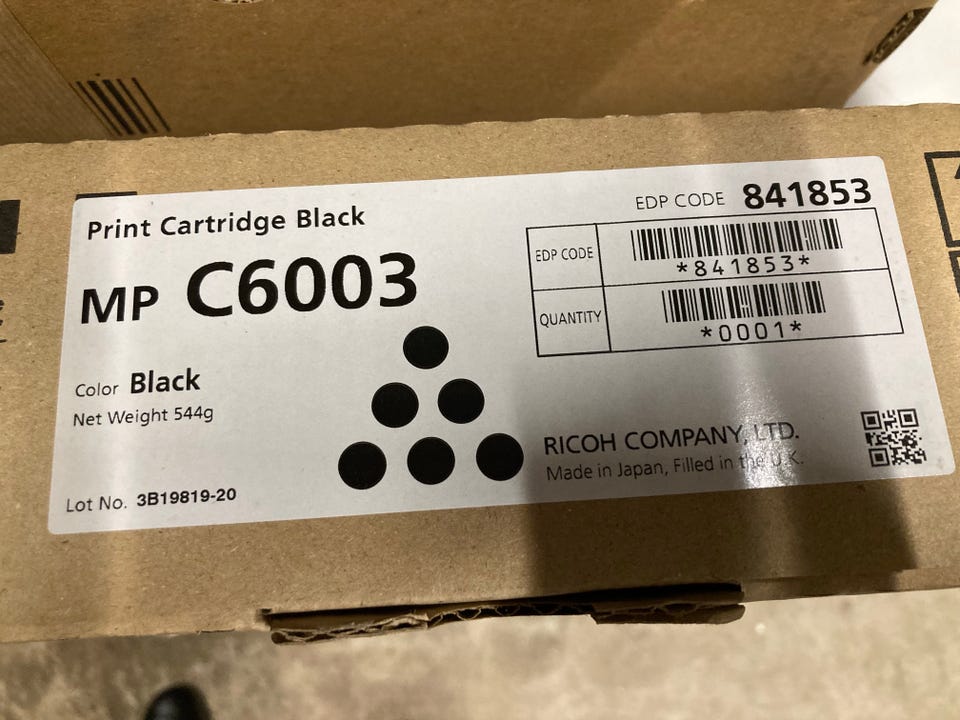 Print Cartridge Black
MP C6003
Color Black
Net Weight 544g
Lot No. 3B19819-20
EDP CODE 841853
EDP CODE
*841853*
QUANTITY
*0001*
RICOH COMPANY, LTD.
Made in Japan, Filled in the U.K.